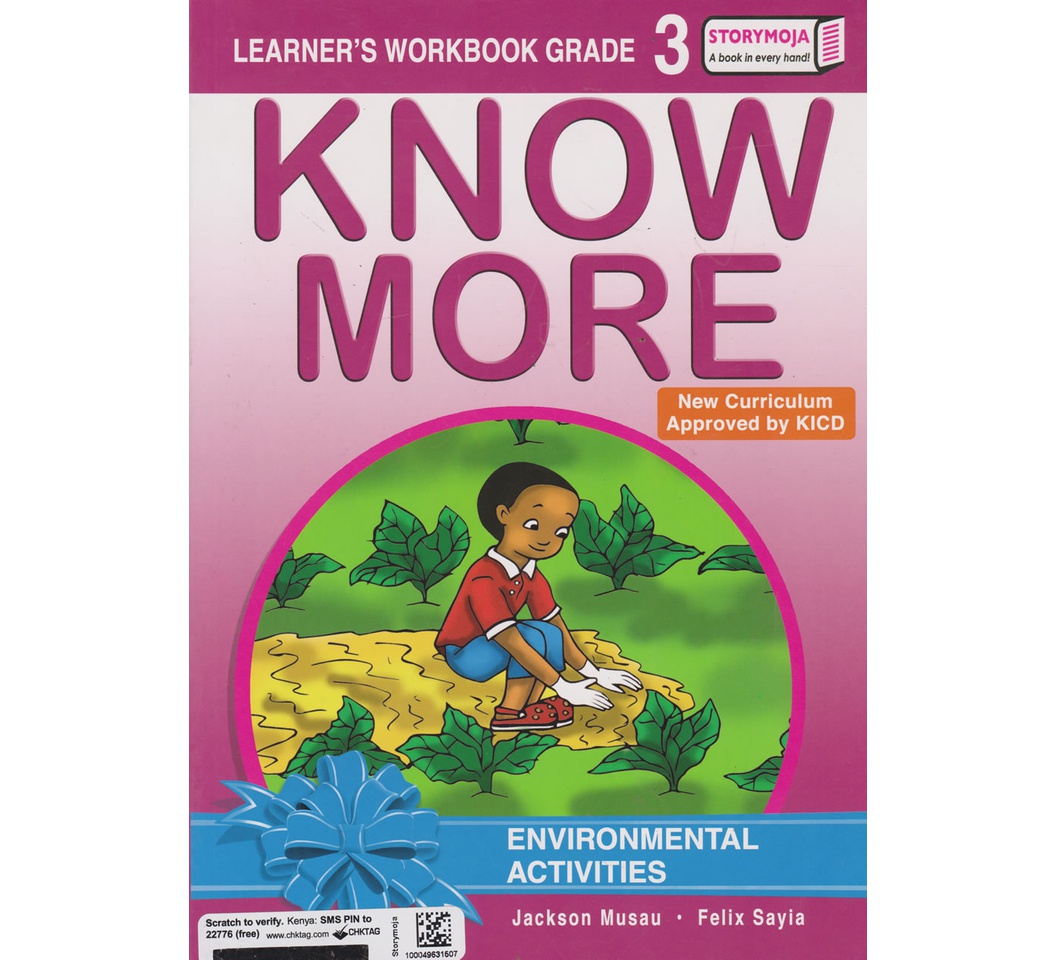 LEARNER'S WORKBOOK GRADE 3
STORYMOJA
A book in every hand!
KNOW
MORE
New Curriculum
Approved by KICD
ENVIRONMENTAL
ACTIVITIES
Jackson Musau • Felix Sayia
Scratch to verify. Kenya: SMS PIN to
22776 (free) www.chktag.com CHKTAG
Storymoja
100049631607